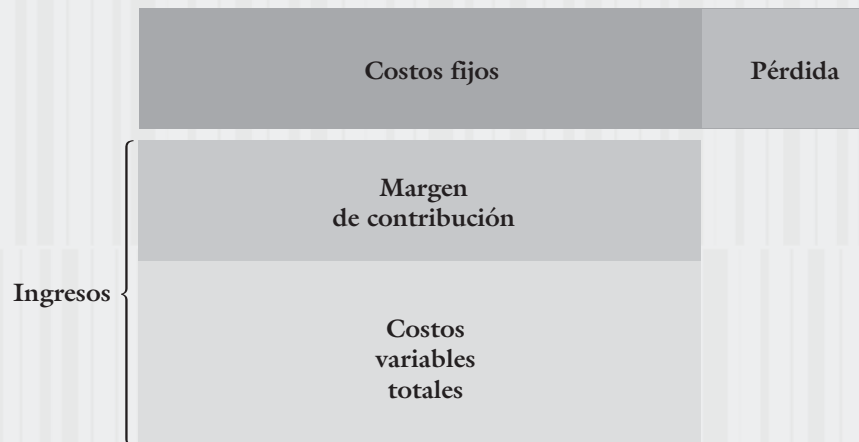 Costos fijos
Pérdida
Margen
de contribución
Ingresos
Costos
variables
totales